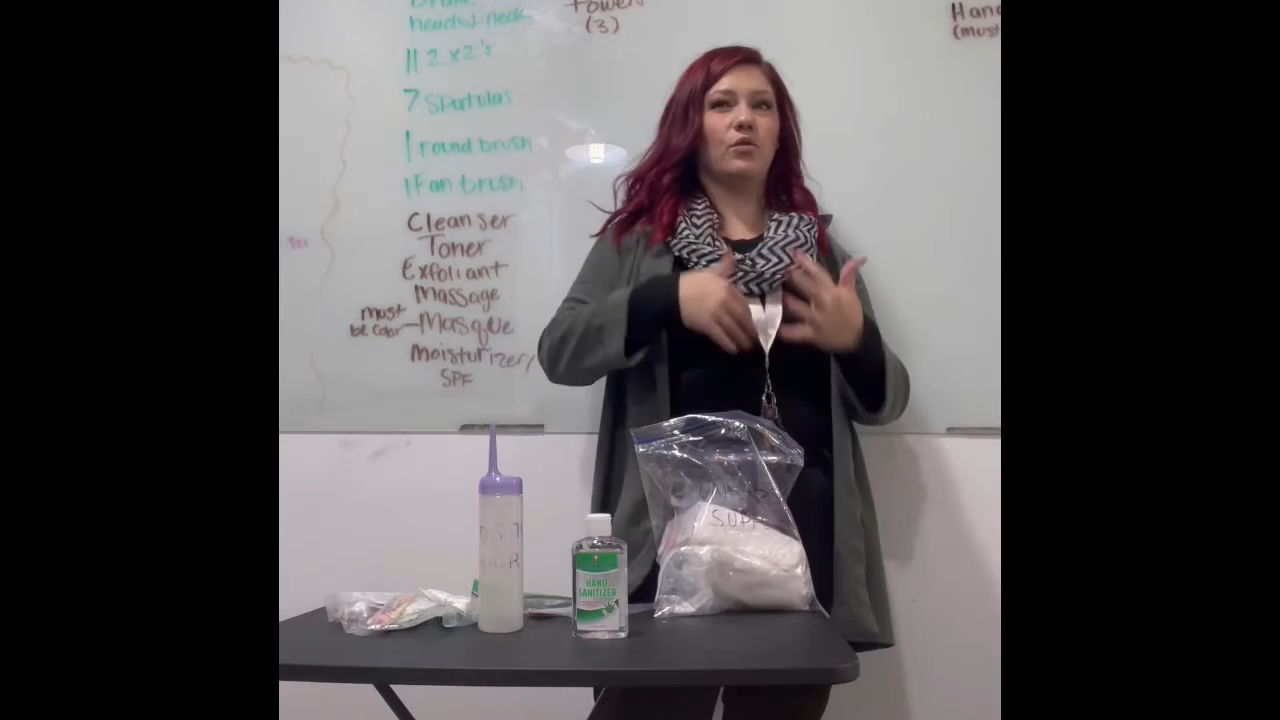 head & neck
Towels
(3)
11 2x2's
7 Spatulas
1 round brush
1 Fan brush
Cleanser
Toner
Exfoliant
Massage
must
be color - Masque
Moisturizer/
SPF
Hand
(must
HAND
SANITIZER